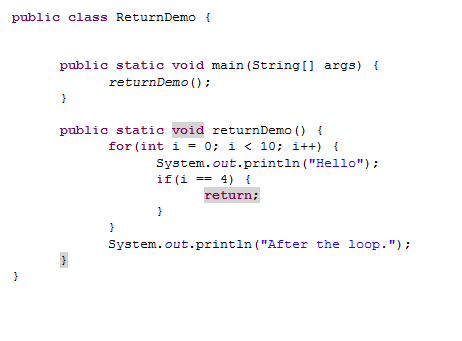 public class ReturnDemo {
public static void main(String[] args) {
returnDemo();
}
public static void returnDemo() {
for(int i = 0; i < 10; i++) {
System.out.println("Hello");
if(i == 4) {
return;
}
}
System.out.println("After the loop.");
}
}